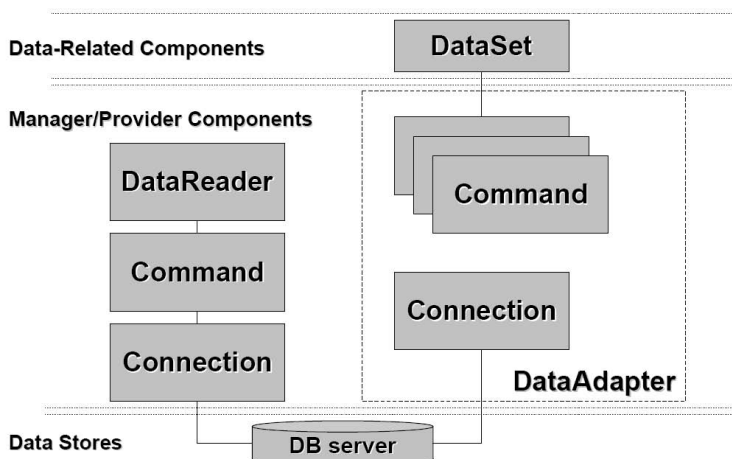 Data-Related Components
DataSet
Manager/Provider Components
DataReader
Command
Connection
Command
Connection
DataAdapter
Data Stores
DB server